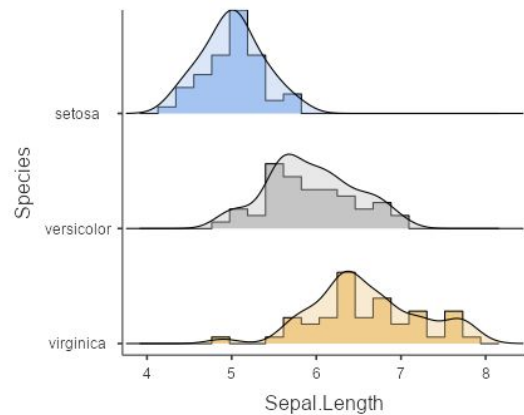 setosa
versicolor
virginica
Species
4 5 6 7 8
Sepal.Length